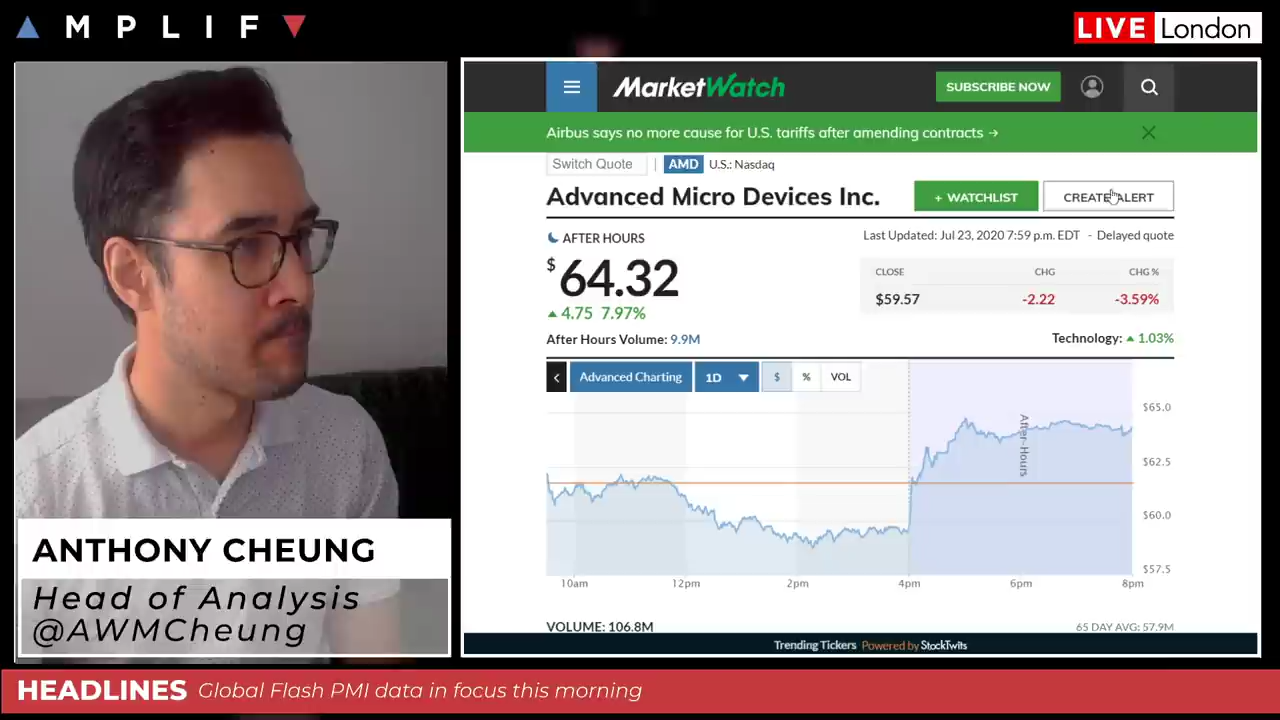 AMPLIFY
LIVE London
MarketWatch
SUBSCRIBE NOW
Airbus says no more cause for U.S. tariffs after amending contracts →
Switch Quote | AMD U.S.: Nasdaq
Advanced Micro Devices Inc.
+ WATCHLIST
CREATE ALERT
AFTER HOURS
Last Updated: Jul 23, 2020 7:59 p.m. EDT - Delayed quote
$64.32
4.75 7.97%
After Hours Volume: 9.9M
CLOSE CHG CHG %
$59.57 -2.22 -3.59%
Technology: 1.03%
Advanced Charting 1D $ % VOL
After-Hours
$65.0
$62.5
$60.0
$57.5
10am 12pm 2pm 4pm 6pm 8pm
VOLUME: 106.8M
65 DAY AVG: 57.9M
Trending Tickers Powered by StockTwits
ANTHONY CHEUNG
Head of Analysis
@AWMCheung
HEADLINES Global Flash PMI data in focus this morning